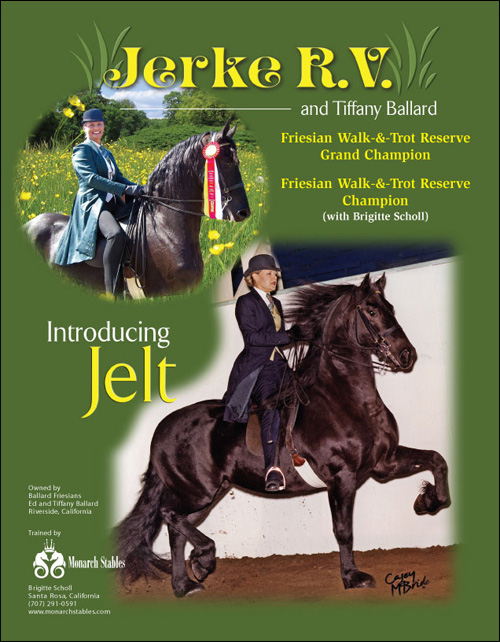 Jerke R.V.
and Tiffany Ballard
Friesian Walk-&-Trot Reserve
Grand Champion
Friesian Walk-&-Trot Reserve
Champion
(with Brigitte Scholl)
Introducing
Jelt
Owned by
Ballard Friesians
Ed and Tiffany Ballard
Riverside, California
Trained by
Monarch Stables
Brigitte Scholl
Santa Rosa, California
(707) 291-0591
www.monarchstables.com
Casey
McBride